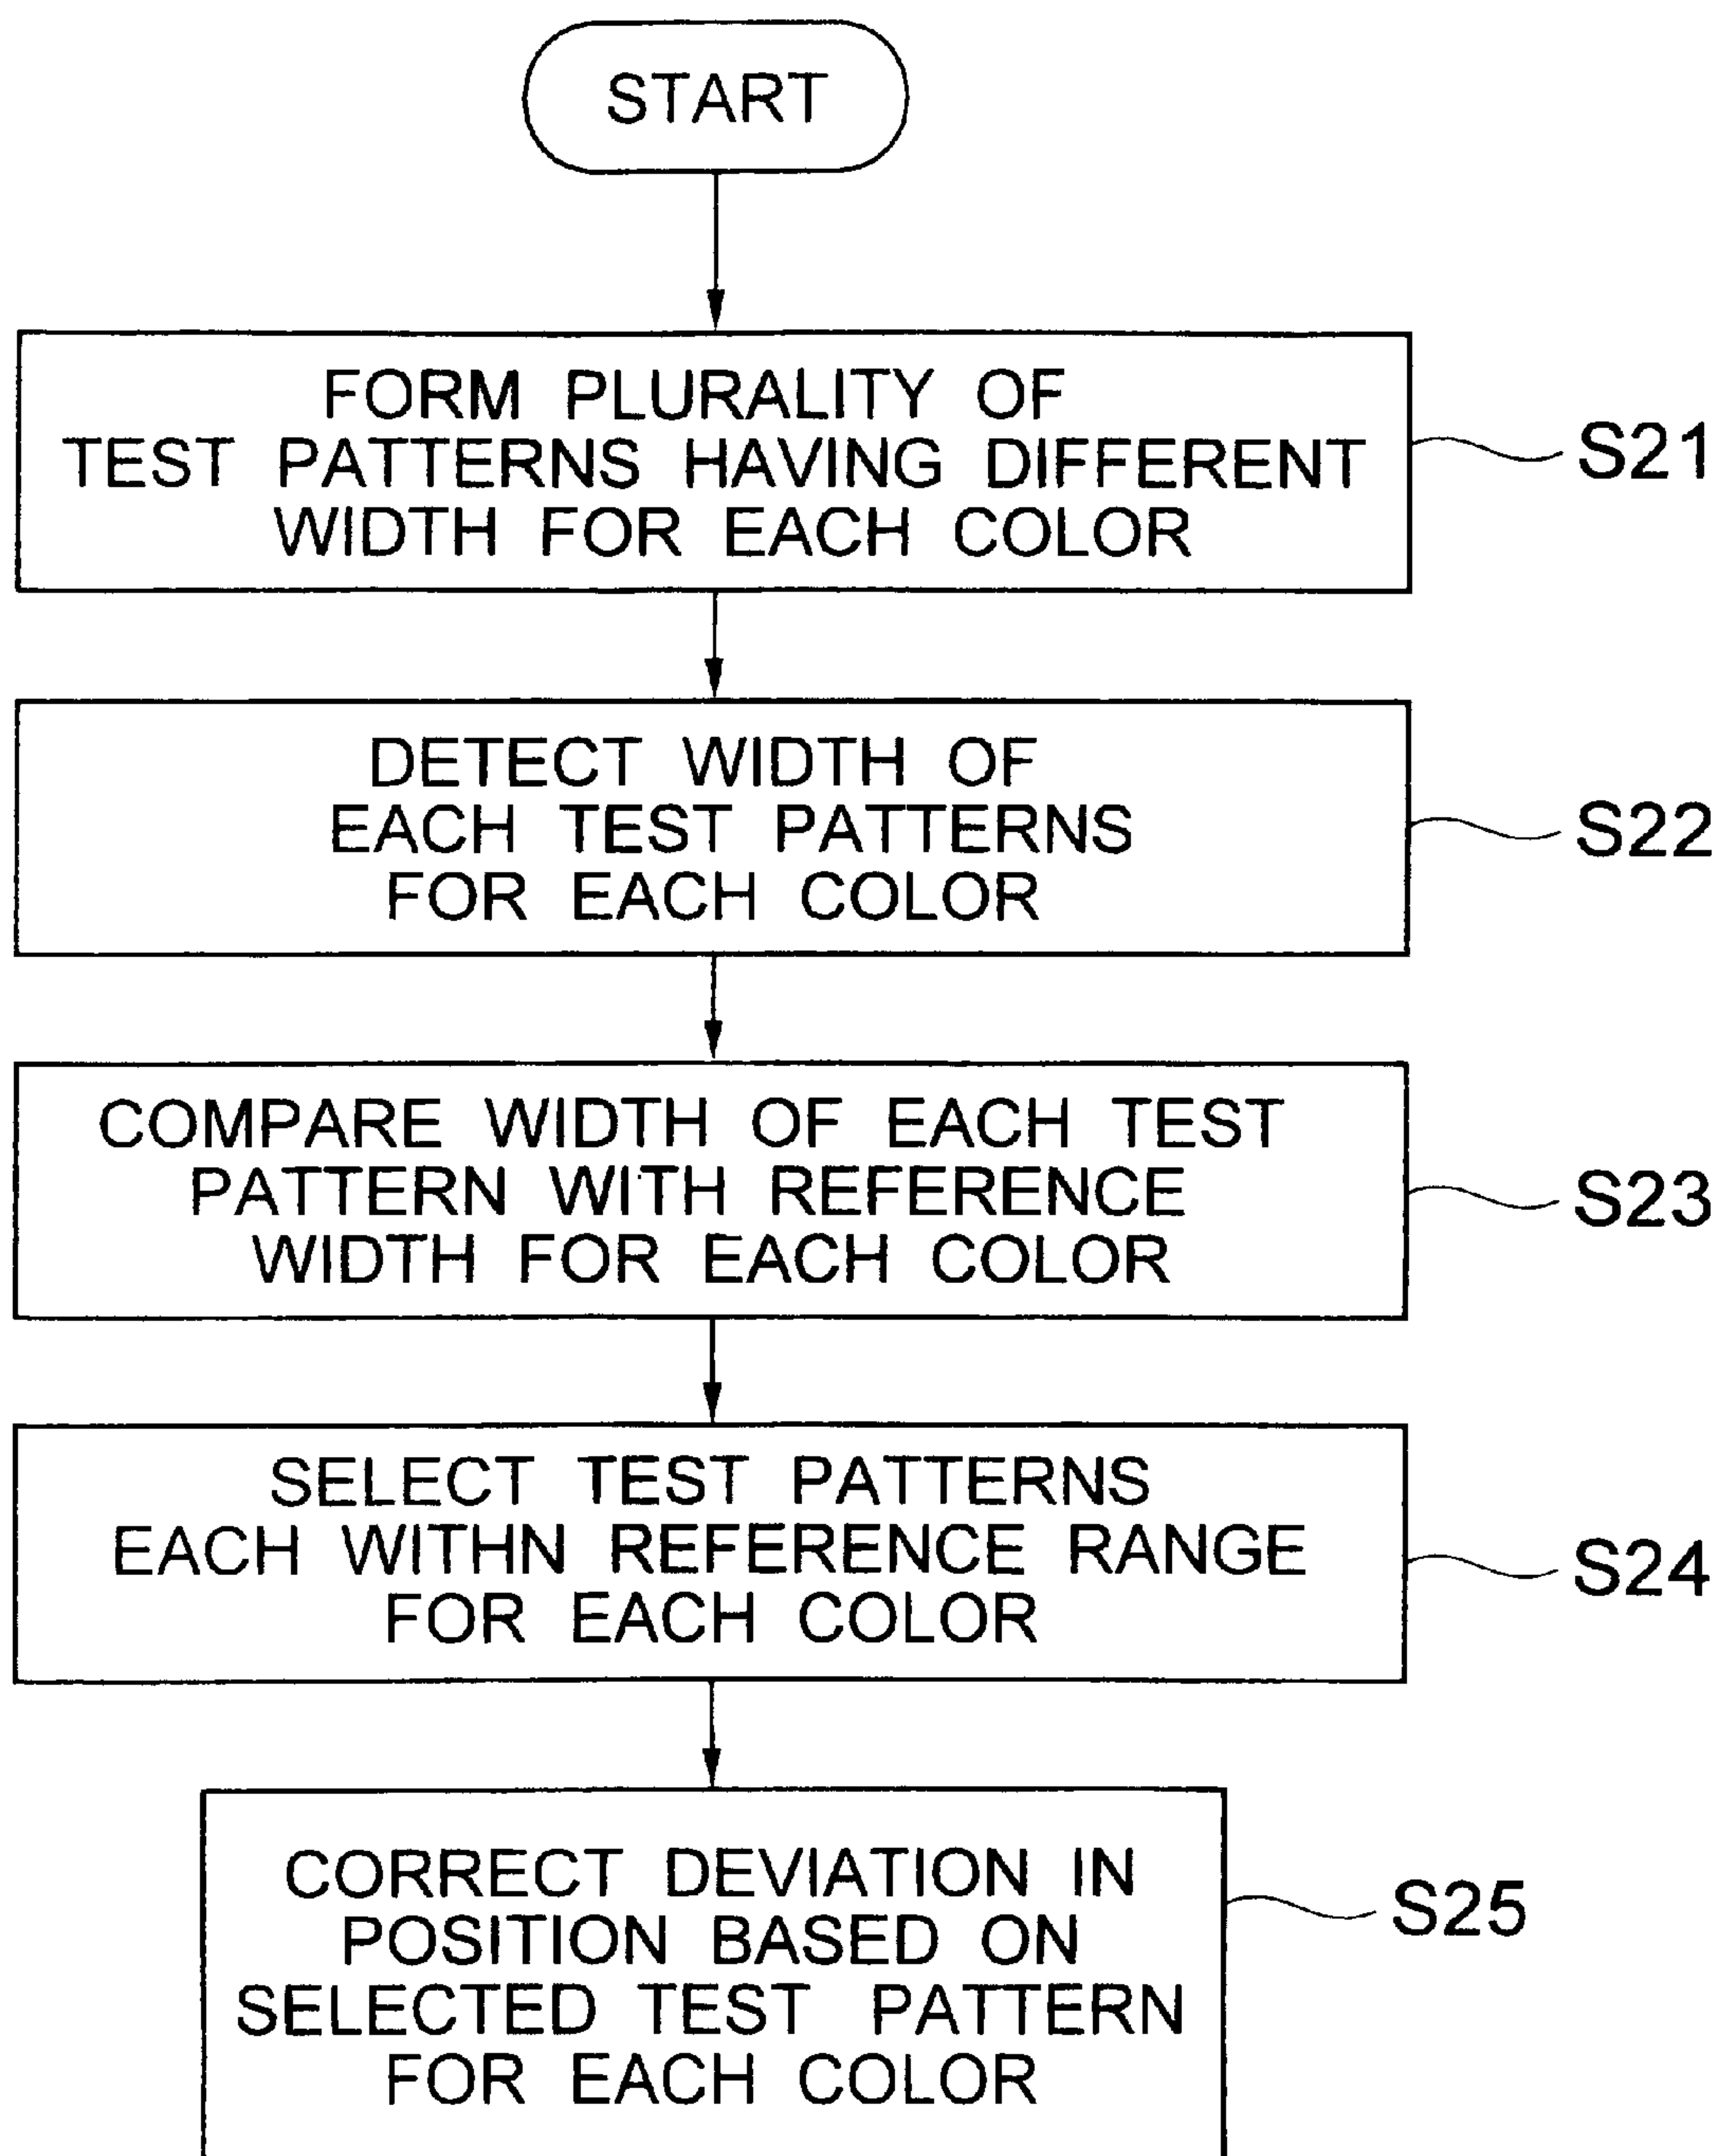 START
FORM PLURALITY OF
TEST PATTERNS HAVING DIFFERENT
WIDTH FOR EACH COLOR
S21
DETECT WIDTH OF
EACH TEST PATTERNS
FOR EACH COLOR
S22
COMPARE WIDTH OF EACH TEST
PATTERN WITH REFERENCE
WIDTH FOR EACH COLOR
S23
SELECT TEST PATTERNS
EACH WITHN REFERENCE RANGE
FOR EACH COLOR
S24
CORRECT DEVIATION IN
POSITION BASED ON
SELECTED TEST PATTERN
FOR EACH COLOR
S25